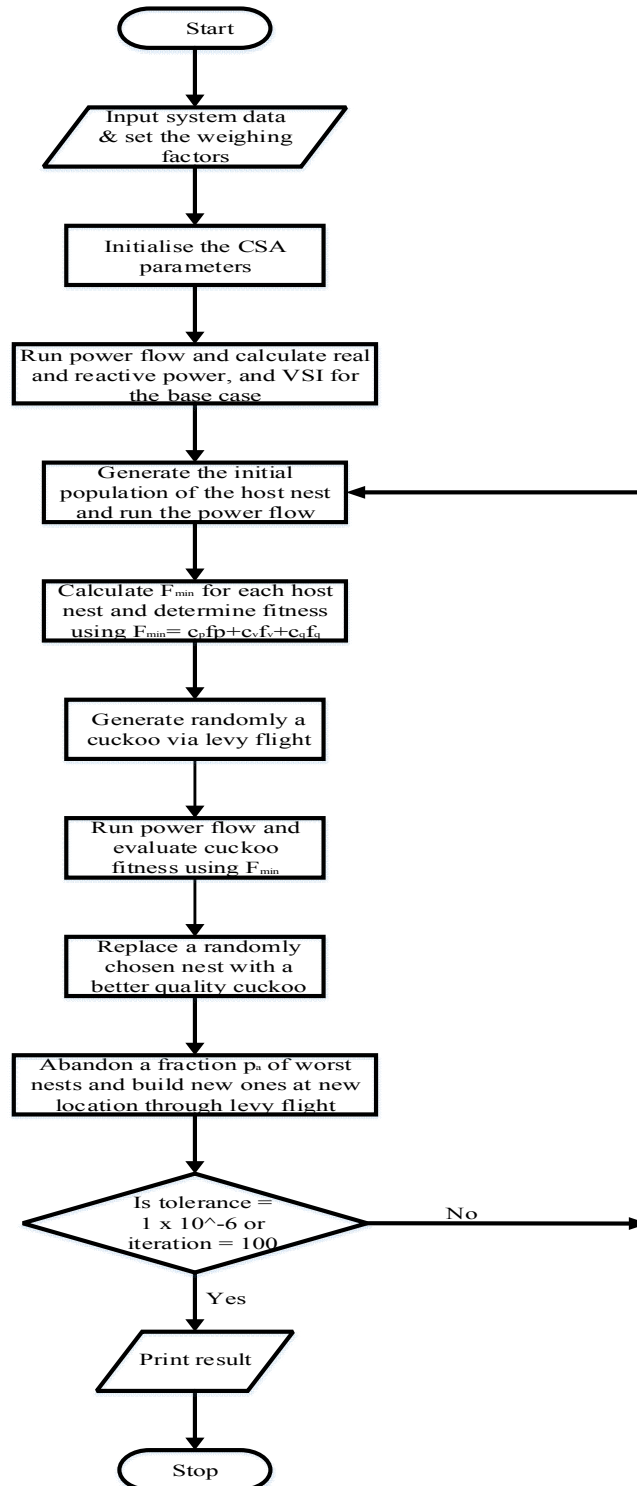 Start
Input system data
& set the weighing
factors
Initialise the CSA
parameters
Run power flow and calculate real
and reactive power, and VSI for
the base case
Generate the initial
population of the host nest
and run the power flow
Calculate Fmin for each host
nest and determine fitness
using Fmin= cpfp+cvfv+cqfq
Generate randomly a
cuckoo via levy flight
Run power flow and
evaluate cuckoo
fitness using Fmin
Replace a randomly
chosen nest with a
better quality cuckoo
Abandon a fraction pa of worst
nests and build new ones at new
location through levy flight
Is tolerance =
1 x 10^-6 or
iteration = 100
No
Yes
Print result
Stop